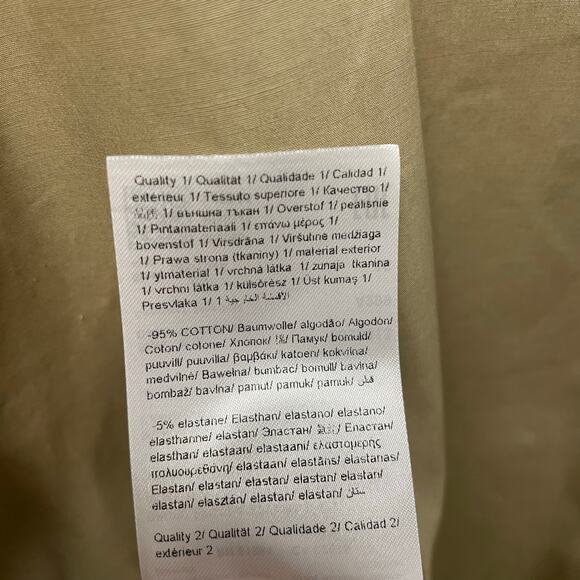 Quality 1/ Qualität 1/ Qualidade 1/ Calidad 1/
extérieur 1/ Tessuto superiore 1/ Качество 1/
външна тъкан 1/ Overstof 1/ pealisriie
1/ Pintamateriaali 1/ επάνω μέρος 1/
bovenstof 1/ Virsdrāna 1/ Viršutinė medžiaga
1/ Prawa strona (tkaniny) 1/ material exterior
1/ ytmaterial 1/ vrchná látka 1/ zunaja tkanina
1/ vrchní látka 1/ külsőrész 1/ Üst kumaş 1/
Presvlaka 1/ 1 الأقمشة الخارجية
-95% COTTON/ Baumwolle/ algodão/ Algodón/
Coton/ cotone/ Хлопок/ 棉/ Памук/ bomuld/
puuvill/ puuvilla/ βαμβάκι/ katoen/ kokvilna/
medvilnė/ Bawełna/ bumbac/ bomull/ bavlna/
bombaž/ bavlna/ pamut/ pamuk/ pamuk/ قطن
-5% elastane/ Elasthan/ elastano/ elastano/
élasthanne/ elastan/ Эластан/ Еластан/
elasthan/ elastaan/ elastaani/ ελαστομερής
πολυουρεθάνη/ elastaan/ elastāns/ elastanas/
Elastan/ elastan/ elastan/ elastan/ elastan/
elastan/ elasztán/ elastan/ elastan/
Quality 2/ Qualität 2/ Qualidade 2/ Calidad 2/
extérieur 2